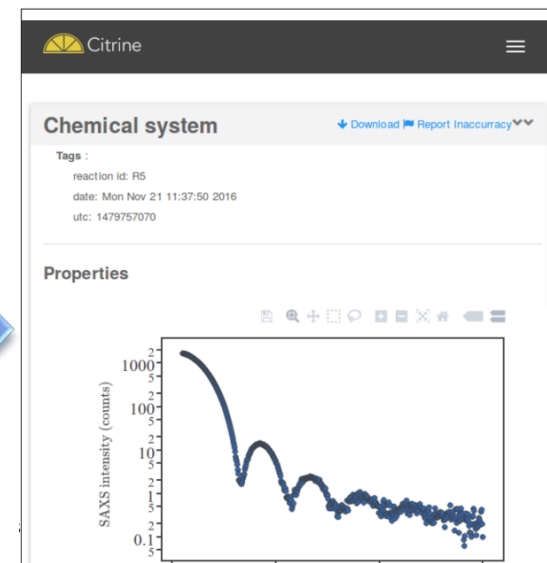 Citrine
Chemical system
Download Report Inaccurracy
Tags :
reaction id: R5
date: Mon Nov 21 11:37:50 2016
utc: 1479757070
Properties
SAXS intensity (counts)
2
1000
5
2
100
5
2
10
5
2
1
5
2
0.1
5